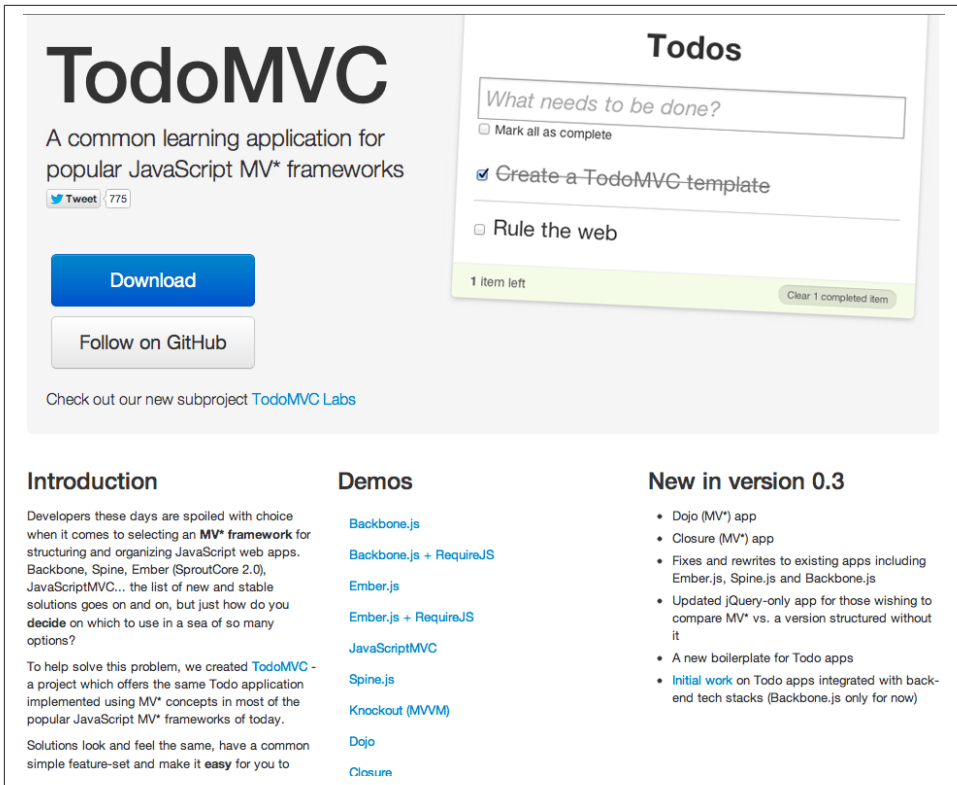 TodoMVC
A common learning application for
popular JavaScript MV* frameworks
Tweet 775
Download
Follow on GitHub
Check out our new subproject TodoMVC Labs
Todos
What needs to be done?
Mark all as complete
Create a TodoMVC template
Rule the web
1 item left
Clear 1 completed item
Introduction
Developers these days are spoiled with choice
when it comes to selecting an MV* framework for
structuring and organizing JavaScript web apps.
Backbone, Spine, Ember (SproutCore 2.0),
JavaScriptMVC... the list of new and stable
solutions goes on and on, but just how do you
decide on which to use in a sea of so many
options?
To help solve this problem, we created TodoMVC -
a project which offers the same Todo application
implemented using MV* concepts in most of the
popular JavaScript MV* frameworks of today.
Solutions look and feel the same, have a common
simple feature-set and make it easy for you to
Demos
Backbone.js
Backbone.js + RequireJS
Ember.js
Ember.js + RequireJS
JavaScriptMVC
Spine.js
Knockout (MVVM)
Dojo
Closure
New in version 0.3
• Dojo (MV*) app
• Closure (MV*) app
• Fixes and rewrites to existing apps including
Ember.js, Spine.js and Backbone.js
• Updated jQuery-only app for those wishing to
compare MV* vs. a version structured without
it
• A new boilerplate for Todo apps
• Initial work on Todo apps integrated with back-
end tech stacks (Backbone.js only for now)